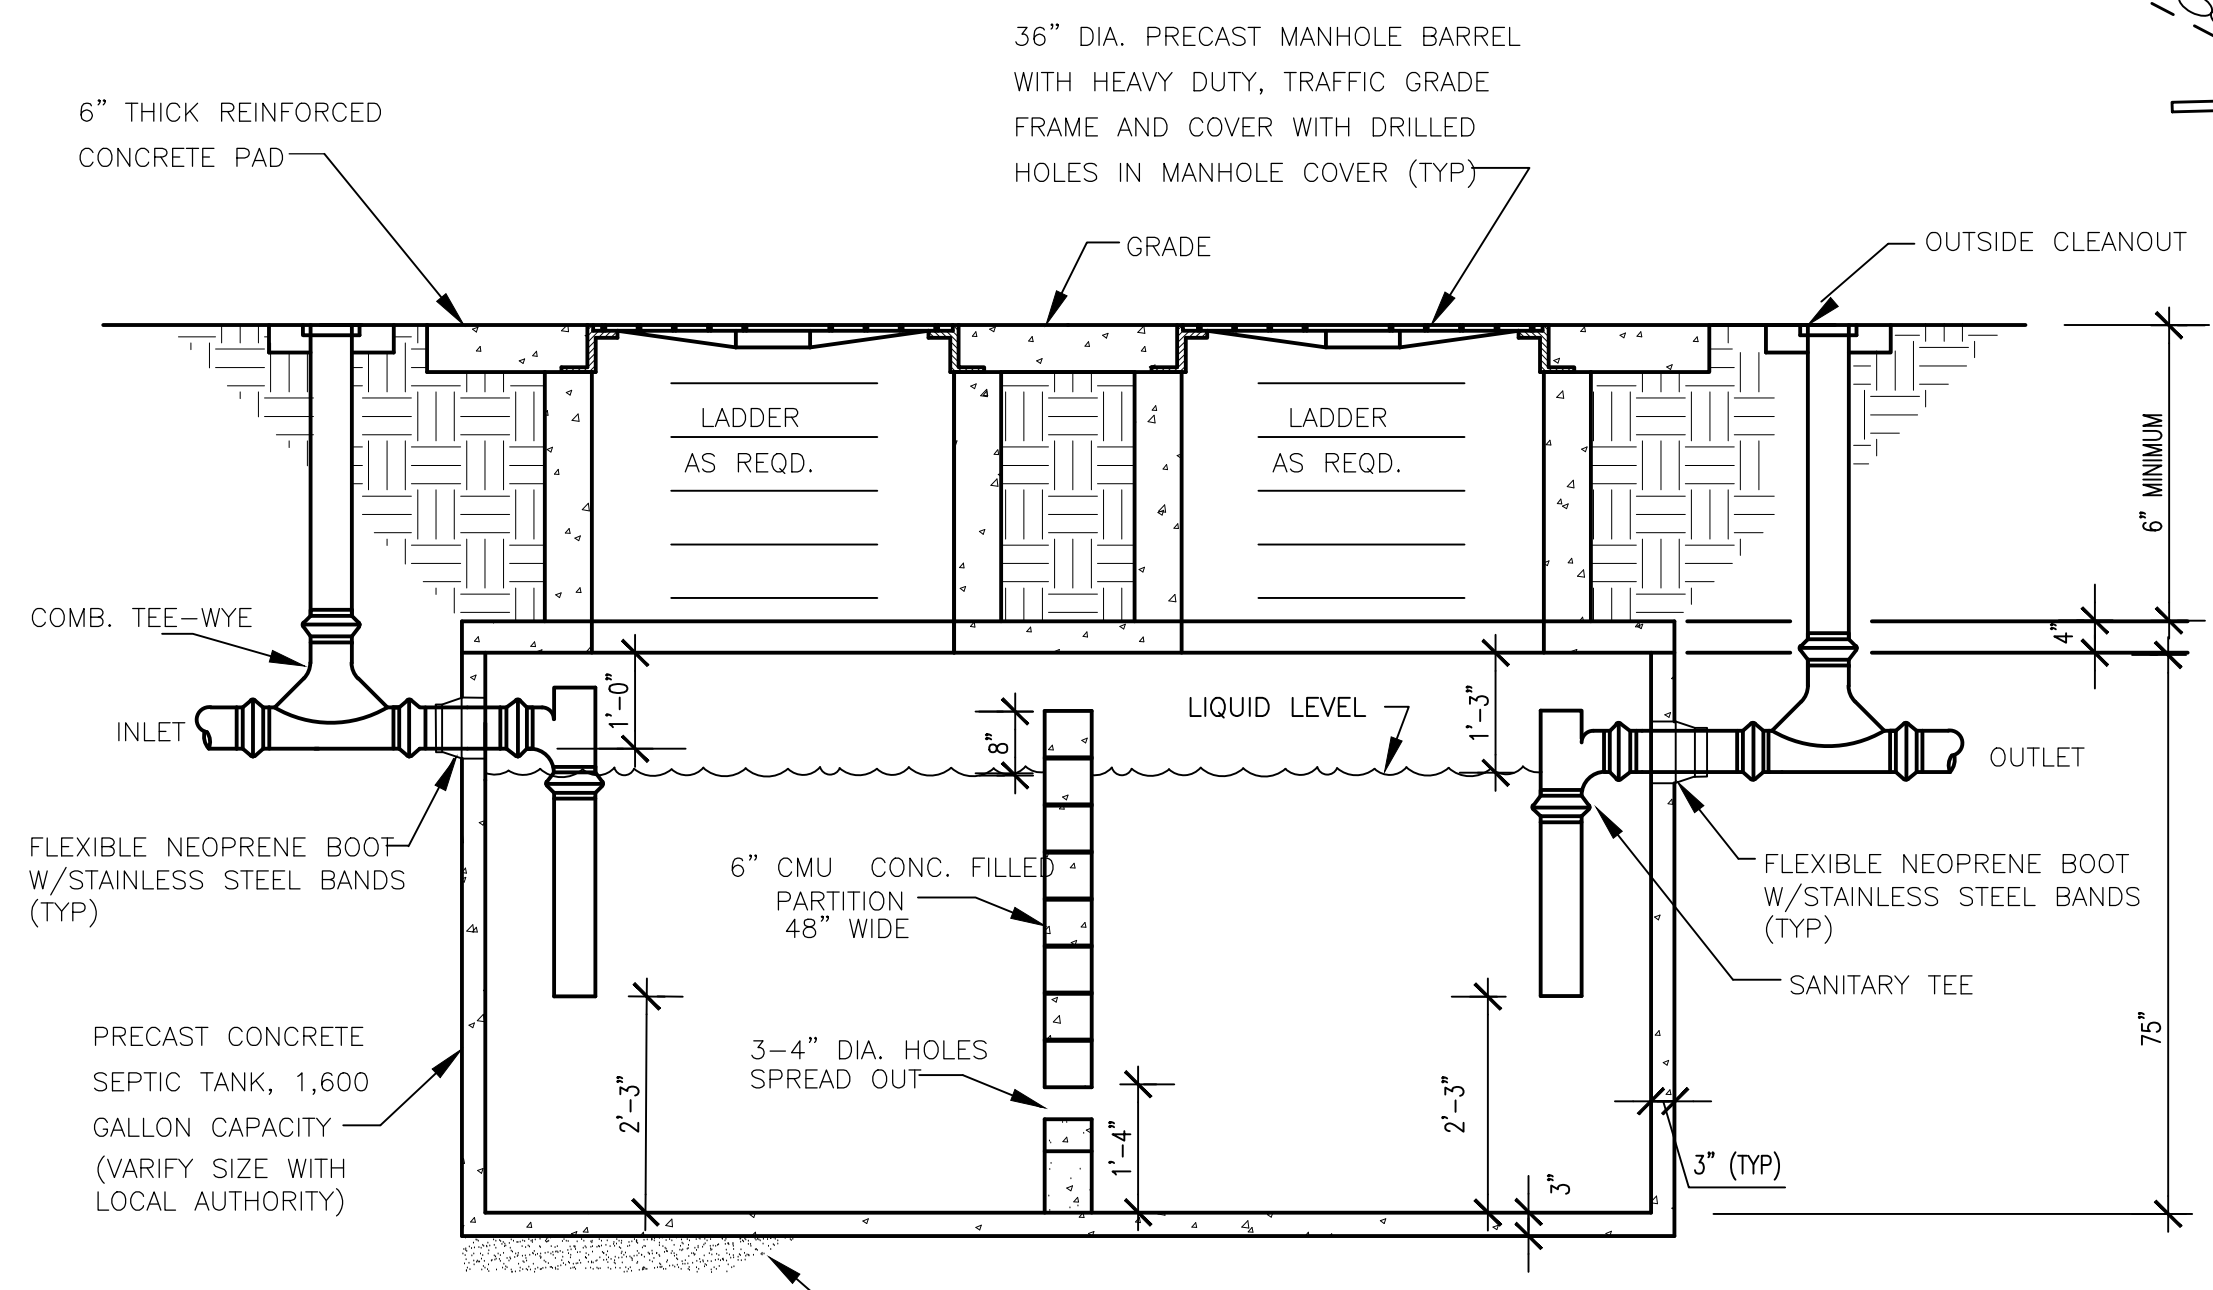 36” DIA. PRECAST MANHOLE BARREL
WITH HEAVY DUTY, TRAFFIC GRADE
FRAME AND COVER WITH DRILLED
HOLES IN MANHOLE COVER (TYP)
6” THICK REINFORCED
CONCRETE PAD
GRADE
OUTSIDE CLEANOUT
LADDER
AS REQD.
LADDER
AS REQD.
6” MINIMUM
COMB. TEE-WYE
4”
1'-0”
INLET
8”
LIQUID LEVEL
1'-3”
OUTLET
FLEXIBLE NEOPRENE BOOT
W/STAINLESS STEEL BANDS
(TYP)
6” CMU CONC. FILLED
PARTITION
48” WIDE
FLEXIBLE NEOPRENE BOOT
W/STAINLESS STEEL BANDS
(TYP)
SANITARY TEE
75”
PRECAST CONCRETE
SEPTIC TANK, 1,600
GALLON CAPACITY
(VARIFY SIZE WITH
LOCAL AUTHORITY)
2'-3”
3-4” DIA. HOLES
SPREAD OUT
1'-4”
2'-3”
3”
3” (TYP)